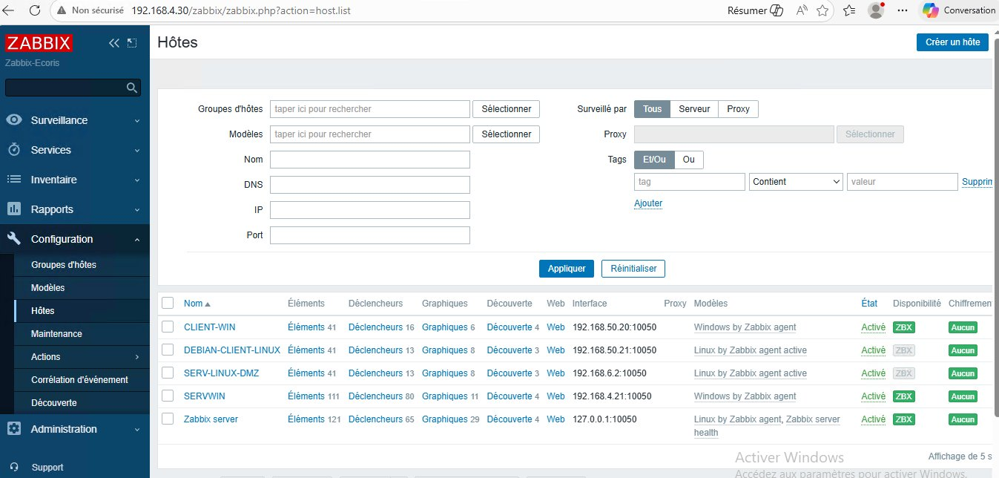 Non sécurisé 192.168.4.30/zabbix/zabbix.php?action=host.list Résumer Conversation
ZABBIX
Zabbix-Ecoris
Surveillance
Services
Inventaire
Rapports
Configuration
Groupes d'hôtes
Modèles
Hôtes
Maintenance
Actions
Corrélation d'événement
Découverte
Administration
Support
Hôtes Créer un hôte
Groupes d'hôtes taper ici pour rechercher Sélectionner
Modèles taper ici pour rechercher Sélectionner
Nom
DNS
IP
Port
Surveillé par Tous Serveur Proxy
Proxy Sélectionner
Tags Et/Ou Ou
tag Contient valeur Supprim
Ajouter
Appliquer Réinitialiser
Nom Éléments Déclencheurs Graphiques Découverte Web Interface Proxy Modèles État Disponibilité Chiffremen
CLIENT-WIN Éléments 41 Déclencheurs 16 Graphiques 6 Découverte 4 Web 192.168.50.20:10050 Windows by Zabbix agent Activé ZBX Aucun
DEBIAN-CLIENT-LINUX Éléments 41 Déclencheurs 13 Graphiques 8 Découverte 3 Web 192.168.50.21:10050 Linux by Zabbix agent active Activé ZBX Aucun
SERV-LINUX-DMZ Éléments 41 Déclencheurs 13 Graphiques 8 Découverte 3 Web 192.168.6.2:10050 Linux by Zabbix agent active Activé ZBX Aucun
SERVWIN Éléments 111 Déclencheurs 80 Graphiques 11 Découverte 4 Web 192.168.4.21:10050 Windows by Zabbix agent Activé ZBX Aucun
Zabbix server Éléments 121 Déclencheurs 65 Graphiques 29 Découverte 4 Web 127.0.0.1:10050 Linux by Zabbix agent, Zabbix server Activé ZBX Aucun
health
Affichage de 5 s
Activer Windows
Accédez aux paramètres pour activer Windows.